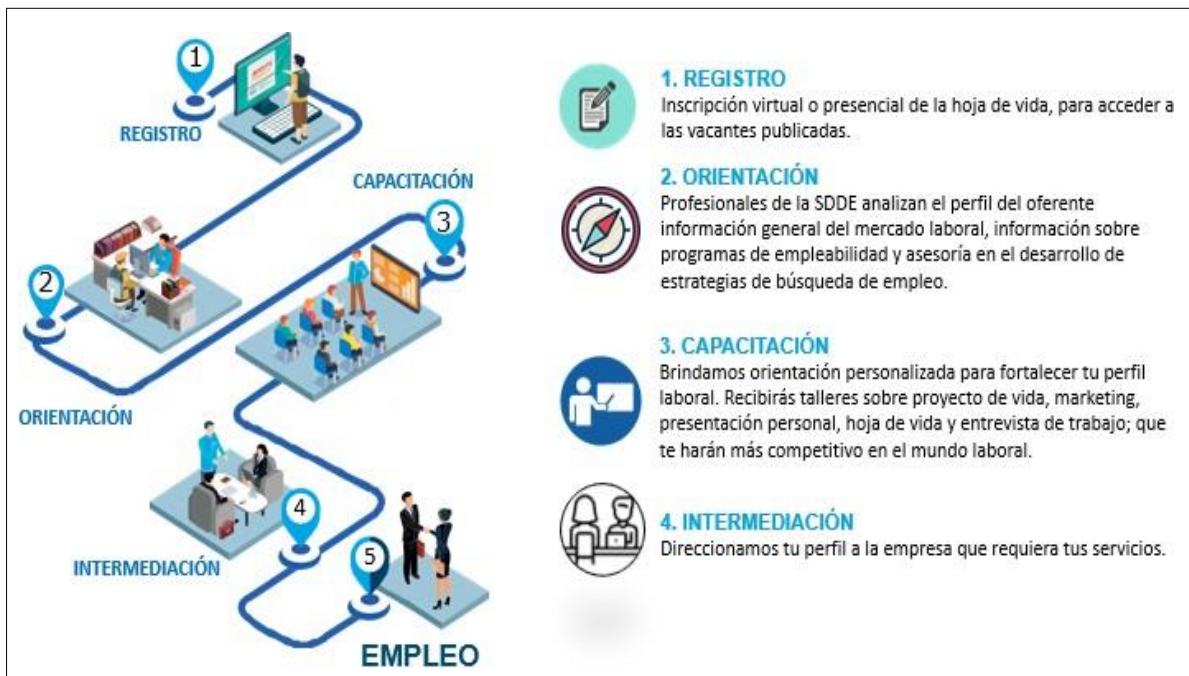 1
REGISTRO
CAPACITACIÓN
3
2
ORIENTACIÓN
4
INTERMEDIACIÓN
5
EMPLEO
1. REGISTRO
Inscripción virtual o presencial de la hoja de vida, para acceder a
las vacantes publicadas.
2. ORIENTACIÓN
Profesionales de la SDDE analizan el perfil del oferente
información general del mercado laboral, información sobre
programas de empleabilidad y asesoría en el desarrollo de
estrategias de búsqueda de empleo.
3. CAPACITACIÓN
Brindamos orientación personalizada para fortalecer tu perfil
laboral. Recibirás talleres sobre proyecto de vida, marketing,
presentación personal, hoja de vida y entrevista de trabajo; que
te harán más competitivo en el mundo laboral.
4. INTERMEDIACIÓN
Direccionamos tu perfil a la empresa que requiera tus servicios.